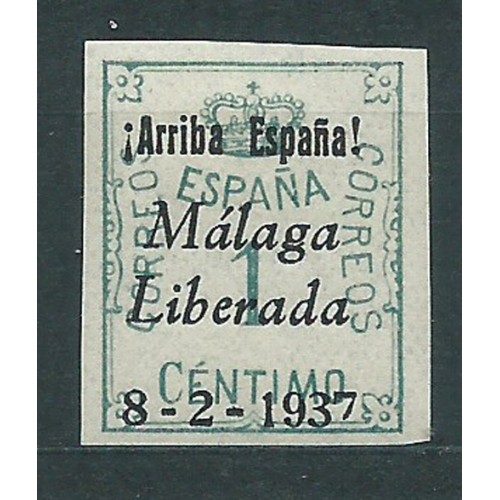 ¡Arriba España!
ESPAÑA
CORREOS
CORREOS
Málaga
1
Liberada
CÉNTIMO
8 - 2 - 1937